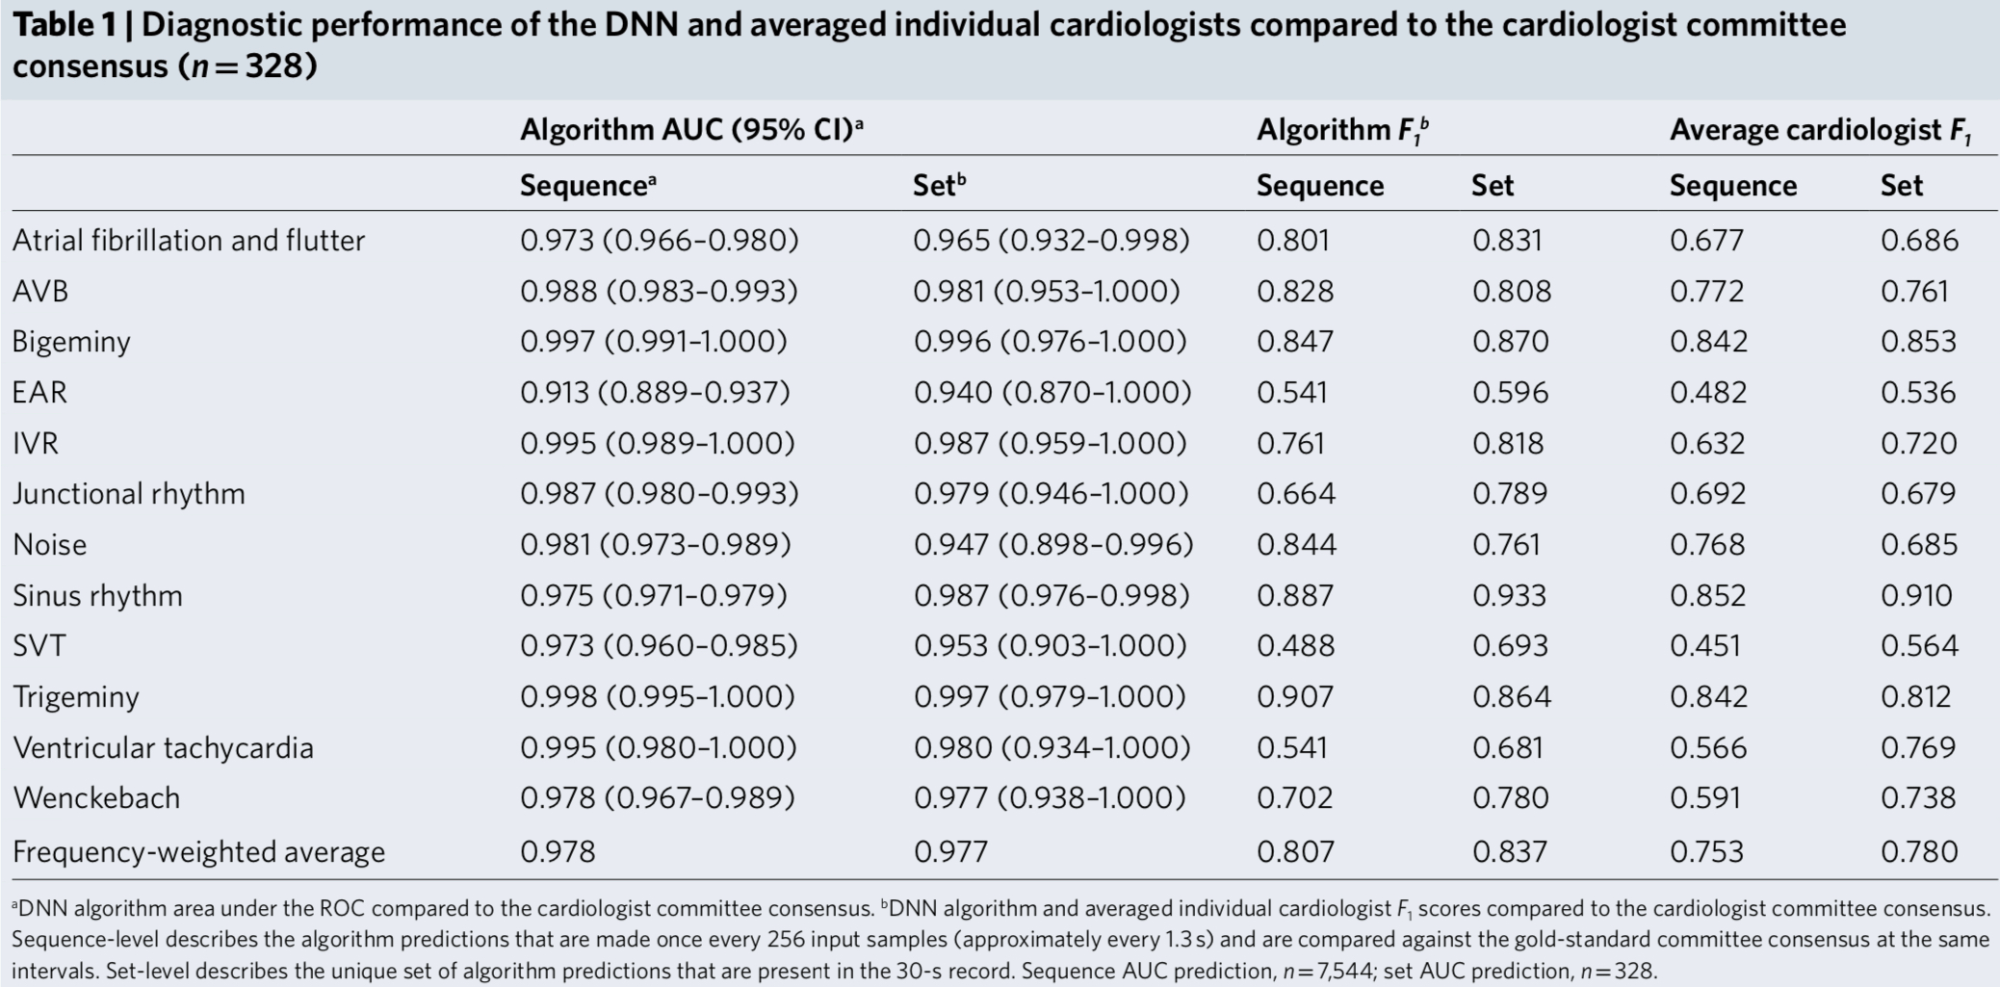 Table 1 | Diagnostic performance of the DNN and averaged individual cardiologists compared to the cardiologist committee
consensus (n = 328)
Algorithm AUC (95% CI)ᵃ Algorithm F₁ᵇ Average cardiologist F₁
Sequenceᵃ Setᵇ Sequence Set Sequence Set
Atrial fibrillation and flutter 0.973 (0.966–0.980) 0.965 (0.932–0.998) 0.801 0.831 0.677 0.686
AVB 0.988 (0.983–0.993) 0.981 (0.953–1.000) 0.828 0.808 0.772 0.761
Bigeminy 0.997 (0.991–1.000) 0.996 (0.976–1.000) 0.847 0.870 0.842 0.853
EAR 0.913 (0.889–0.937) 0.940 (0.870–1.000) 0.541 0.596 0.482 0.536
IVR 0.995 (0.989–1.000) 0.987 (0.959–1.000) 0.761 0.818 0.632 0.720
Junctional rhythm 0.987 (0.980–0.993) 0.979 (0.946–1.000) 0.664 0.789 0.692 0.679
Noise 0.981 (0.973–0.989) 0.947 (0.898–0.996) 0.844 0.761 0.768 0.685
Sinus rhythm 0.975 (0.971–0.979) 0.987 (0.976–0.998) 0.887 0.933 0.852 0.910
SVT 0.973 (0.960–0.985) 0.953 (0.903–1.000) 0.488 0.693 0.451 0.564
Trigeminy 0.998 (0.995–1.000) 0.997 (0.979–1.000) 0.907 0.864 0.842 0.812
Ventricular tachycardia 0.995 (0.980–1.000) 0.980 (0.934–1.000) 0.541 0.681 0.566 0.769
Wenckebach 0.978 (0.967–0.989) 0.977 (0.938–1.000) 0.702 0.780 0.591 0.738
Frequency-weighted average 0.978 0.977 0.807 0.837 0.753 0.780
ᵃDNN algorithm area under the ROC compared to the cardiologist committee consensus. ᵇDNN algorithm and averaged individual cardiologist F₁ scores compared to the cardiologist committee consensus.
Sequence-level describes the algorithm predictions that are made once every 256 input samples (approximately every 1.3 s) and are compared against the gold-standard committee consensus at the same
intervals. Set-level describes the unique set of algorithm predictions that are present in the 30-s record. Sequence AUC prediction, n = 7,544; set AUC prediction, n = 328.